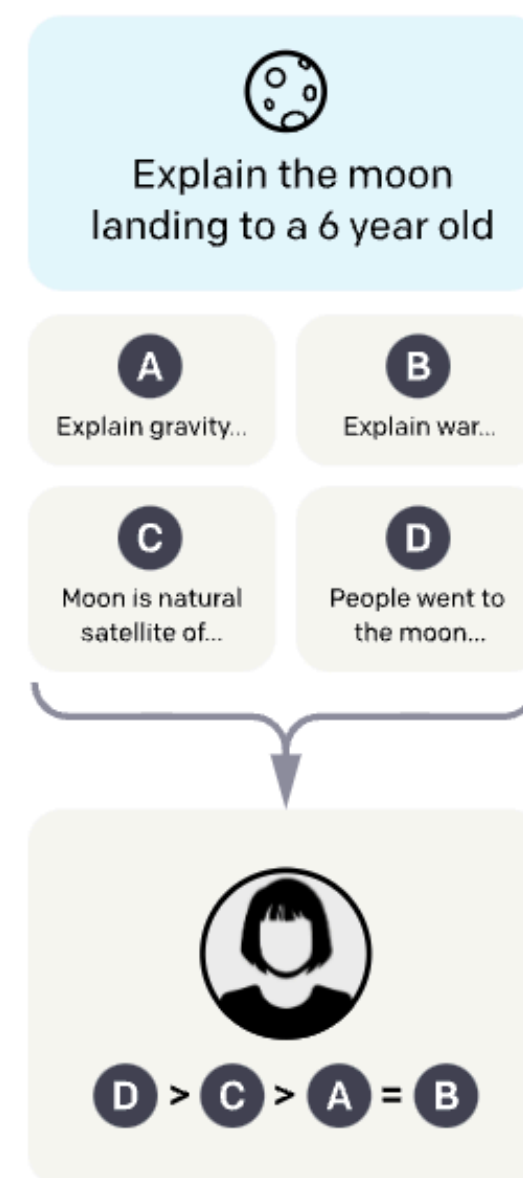 Explain the moon
landing to a 6 year old
A
Explain gravity...
B
Explain war...
C
Moon is natural
satellite of...
D
People went to
the moon...
D > C > A = B